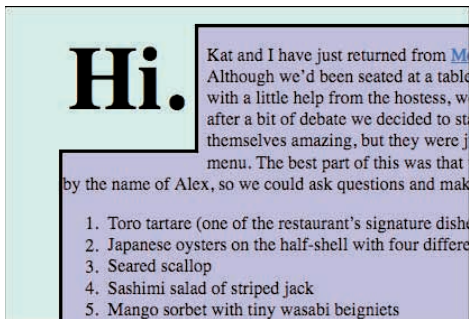 Hi.
Kat and I have just returned from
Although we’d been seated at a table
with a little help from the hostess, w
after a bit of debate we decided to sta
themselves amazing, but they were j
menu. The best part of this was that
by the name of Alex, so we could ask questions and mak
1. Toro tartare (one of the restaurant’s signature dishe
2. Japanese oysters on the half-shell with four differe
3. Seared scallop
4. Sashimi salad of striped jack
5. Mango sorbet with tiny wasabi beigniets